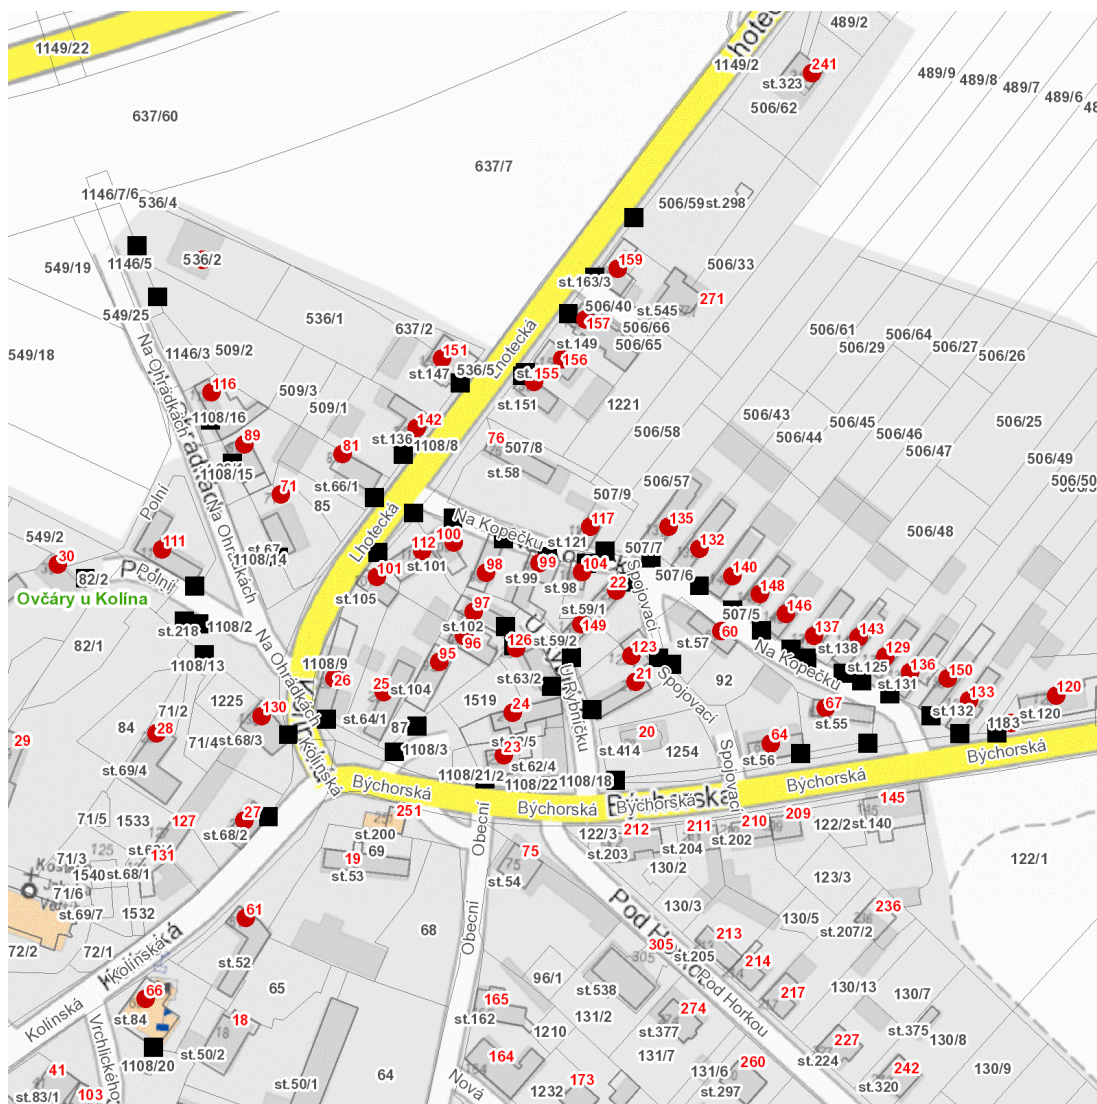 489/2
1149/22
hotecká
1149/2
241
st.323
489/9
489/8
489/7
489/6
506/62
637/60
637/7
1146/7/6
536/4
506/59
st.298
536/2
1146/5
549/19
159
506/33
st.163/3
549/25
506/40
st.545
271
157
536/1
637/2
506/66
506/61
506/64
Lhotecká
st.149
506/65
506/29
506/27
506/26
549/18
1146/3
509/2
151
156
st.147
536/5
st.155
Na Ohrádkách
116
509/3
st.151
1221
506/43
506/25
1108/16
509/1
142
506/58
506/44
506/45
506/46
st.136
76
1108/8
507/8
506/47
506/49
89
81
st.58
1108/15
st.66/1
506/57
506/50
71
85
507/9
Polní
Na Ohrádkách
Lhotecká
Na Kopečku
117
135
506/48
549/2
111
st.67
112
100
st.121
507/7
132
30
1108/14
st.101
99
104
82/2
Polní
101
98
st.99
st.98
507/6
140
Ovčáry u Kolína
st.105
22
148
97
st.59/1
Spojovací
507/5
146
1108/2
st.218
st.102
149
60
137
143
82/1
Na Ohrádkách
96
126
st.59/2
st.57
st.138
129
1108/13
1108/9
95
123
Na Kopečku
st.125
136
150
26
25
st.104
st.63/2
U Rybníčku
21
92
st.131
133
120
1225
71/2
130
st.64/1
87
1519
24
Spojovací
67
st.55
st.132
1183
st.120
84
28
71/4
st.68/3
20
29
Kolínská
1108/3
23
st.414
1254
64
st.56
Býchorská
st.69/4
1108/21/2
st.62/4
1108/22
1108/18
Spojovací
Býchorská
Býchorská
Býchorská
Býchorská
145
71/5
1533
127
27
251
Obecní
122/3
212
211
210
209
122/2
st.140
st.68/2
st.200
st.203
st.204
st.202
71/3
125
131
19
69
75
130/2
122/1
1540
st.68/1
st.53
st.54
123/3
71/6
st.69/7
1532
61
130/3
130/5
236
72/2
72/1
Kolínská
Kolínská
68
Obecní
Pod Horkou
213
st.207/2
305
st.205
214
st.52
96/1
66
65
st.538
Pod Horkou
217
130/13
130/7
Kolínská
st.84
165
131/2
274
Vrchlického
18
st.162
1210
st.377
227
st.375
130/8
1108/20
st.50/2
164
131/7
260
st.224
242
130/9
41
64
Nová
173
131/6
st.83/1
103
st.50/1
1232
st.297
st.320